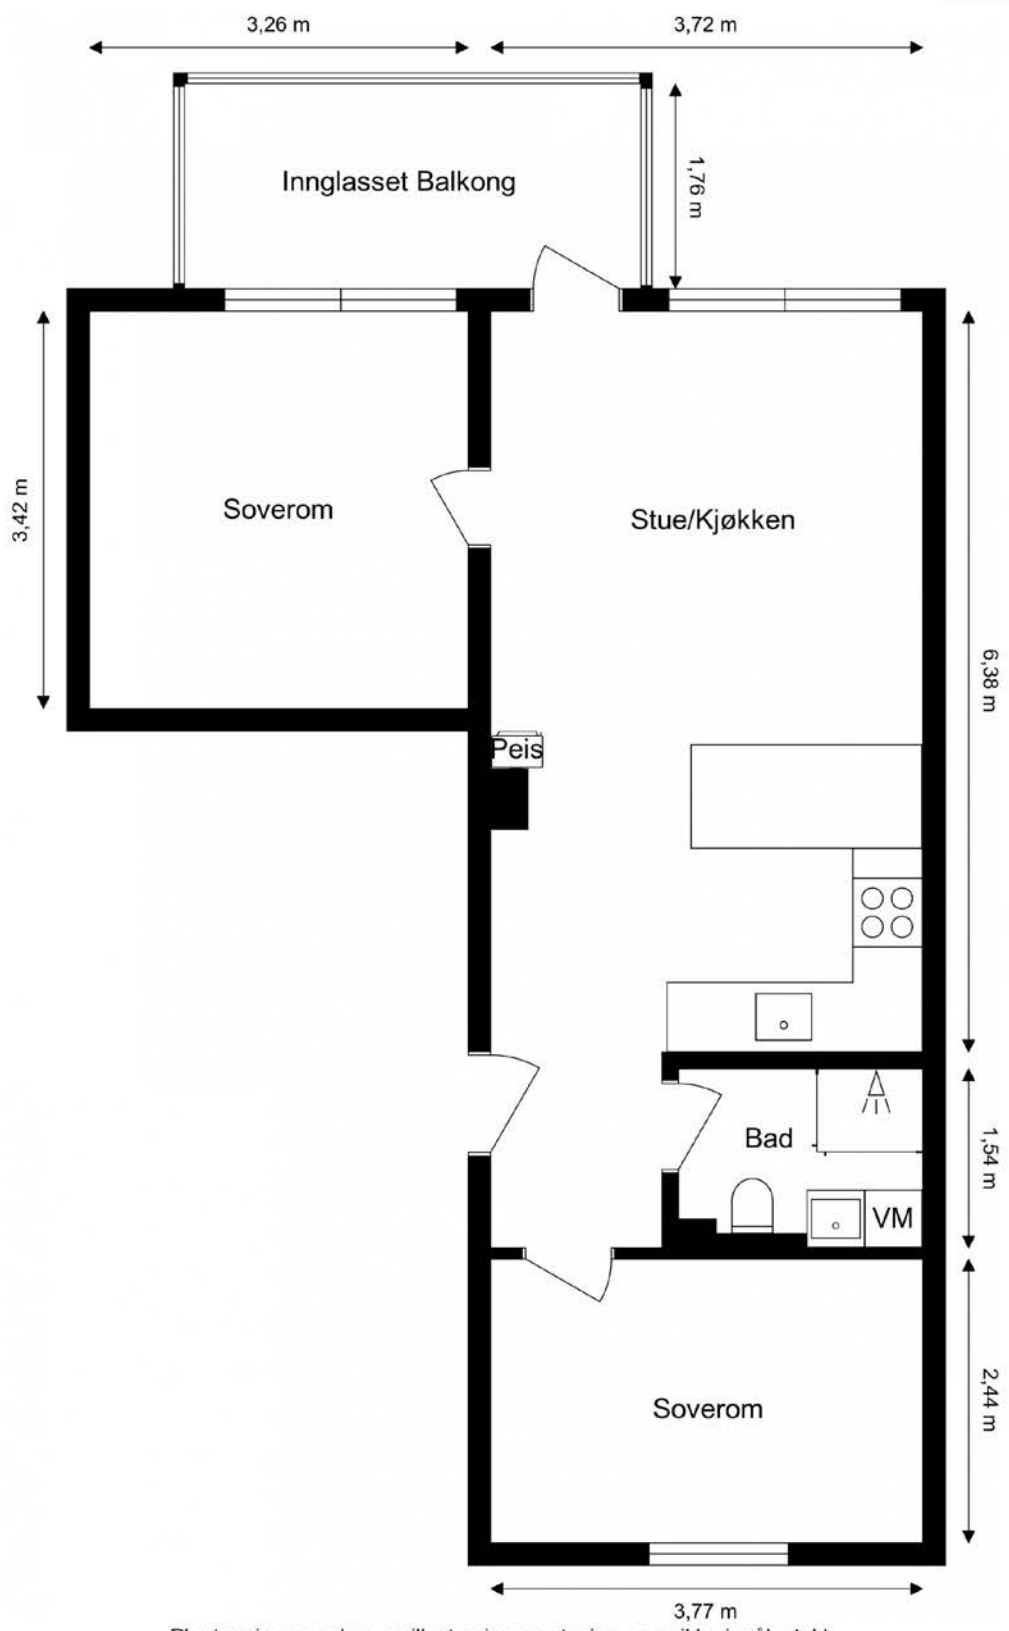 3,26 m
3,72 m
Innglasset Balkong
1,76 m
3,42 m
Soverom
Stue/Kjøkken
6,38 m
Peis
Bad
1,54 m
VM
Soverom
2,44 m
3,77 m